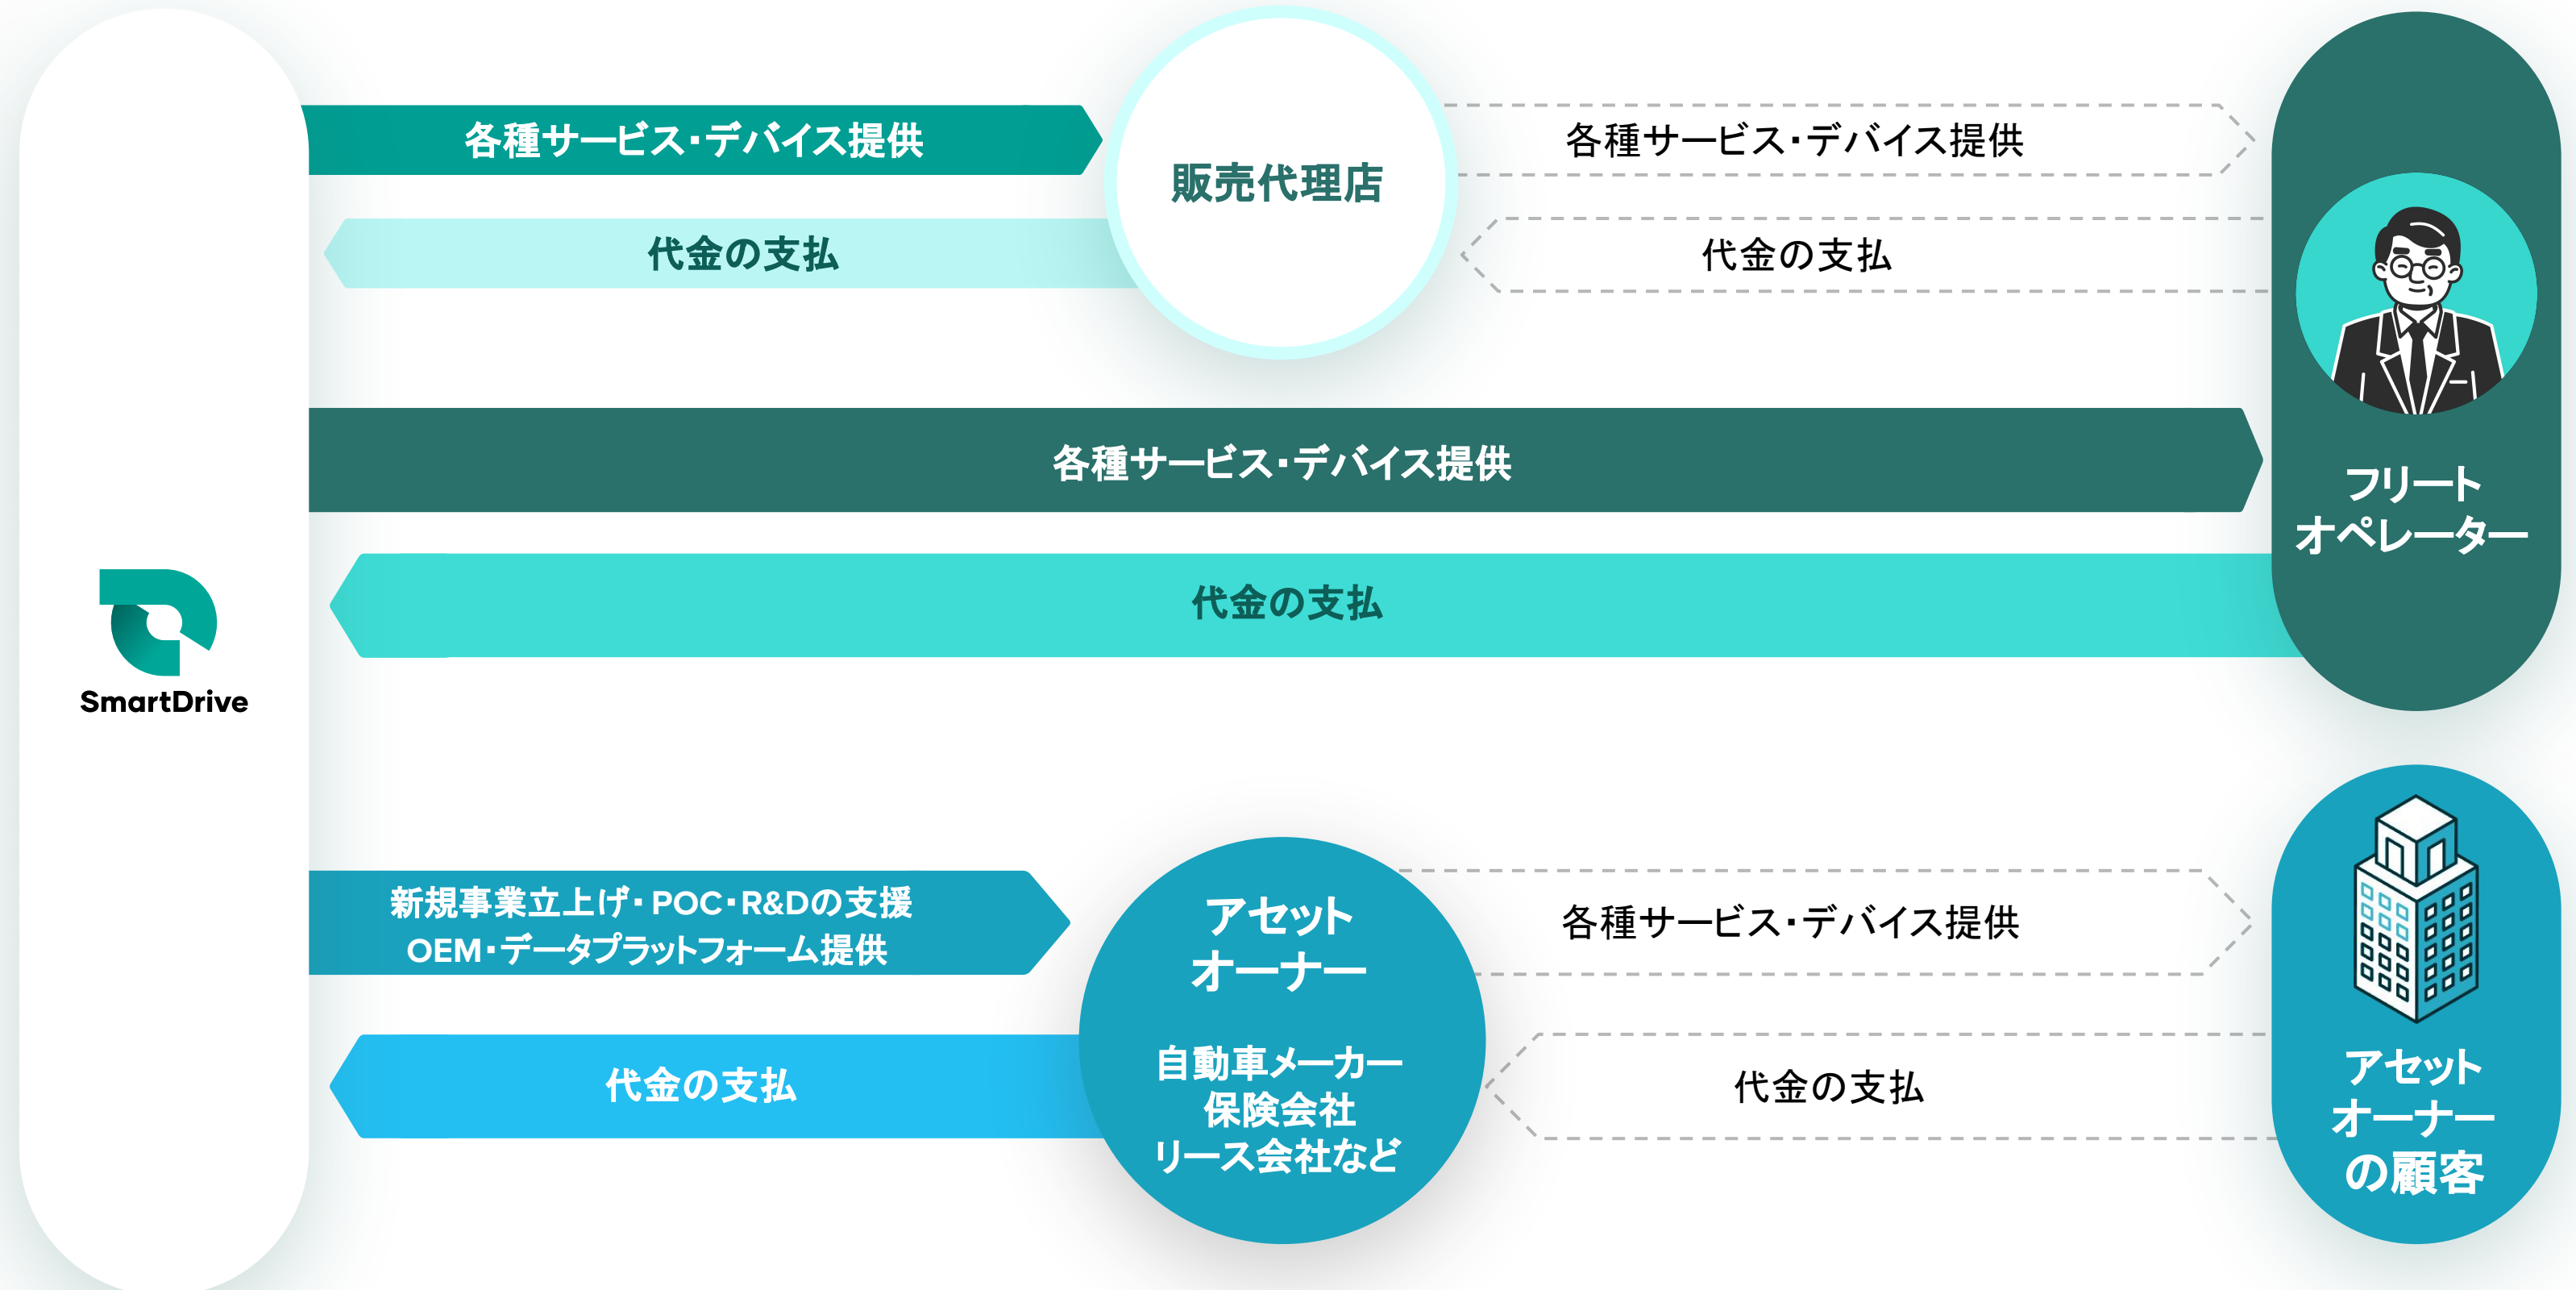 各種サービス・デバイス提供
販売代理店
各種サービス・デバイス提供
代金の支払
代金の支払
各種サービス・デバイス提供
フリート
オペレーター
代金の支払
SmartDrive
新規事業立上げ・POC・R&Dの支援
OEM・データプラットフォーム提供
アセット
オーナー
自動車メーカー
保険会社
リース会社など
各種サービス・デバイス提供
代金の支払
代金の支払
アセット
オーナー
の顧客